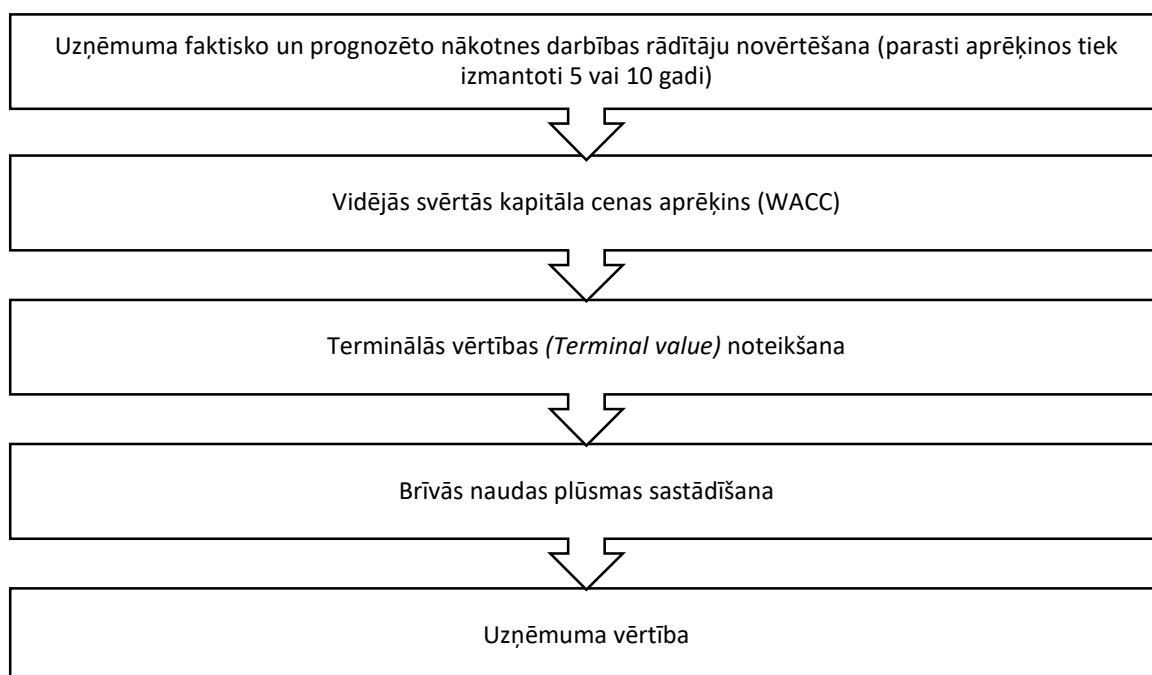 Uzņēmuma faktisko un prognozēto nākotnes darbības rādītāju novērtēšana (parasti aprēķinos tiek
izmantoti 5 vai 10 gadi)
Vidējās svērtās kapitāla cenas aprēķins (WACC)
Terminālās vērtības (Terminal value) noteikšana
Brīvās naudas plūsmas sastādīšana
Uzņēmuma vērtība